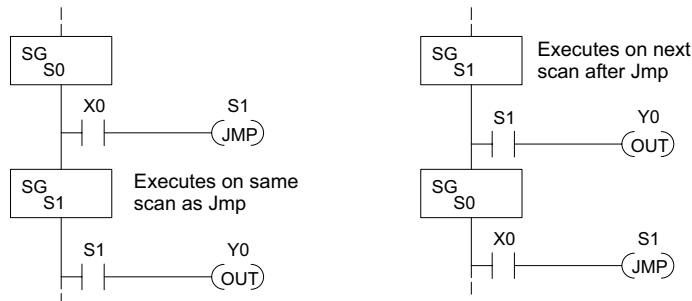 SG
S0
X0
S1
JMP
SG
S1
Executes on same
scan as Jmp
S1
Y0
OUT
SG
S1
Executes on next
scan after Jmp
S1
Y0
OUT
SG
S0
X0
S1
JMP